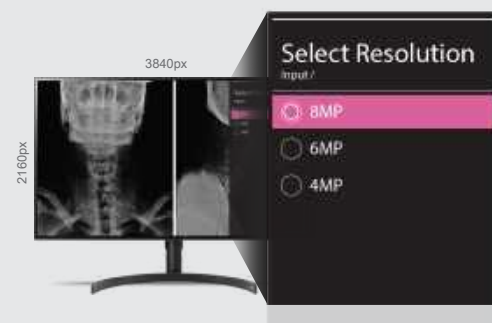 3840px
2160px
Select Resolution
Input /
8MP
6MP
4MP